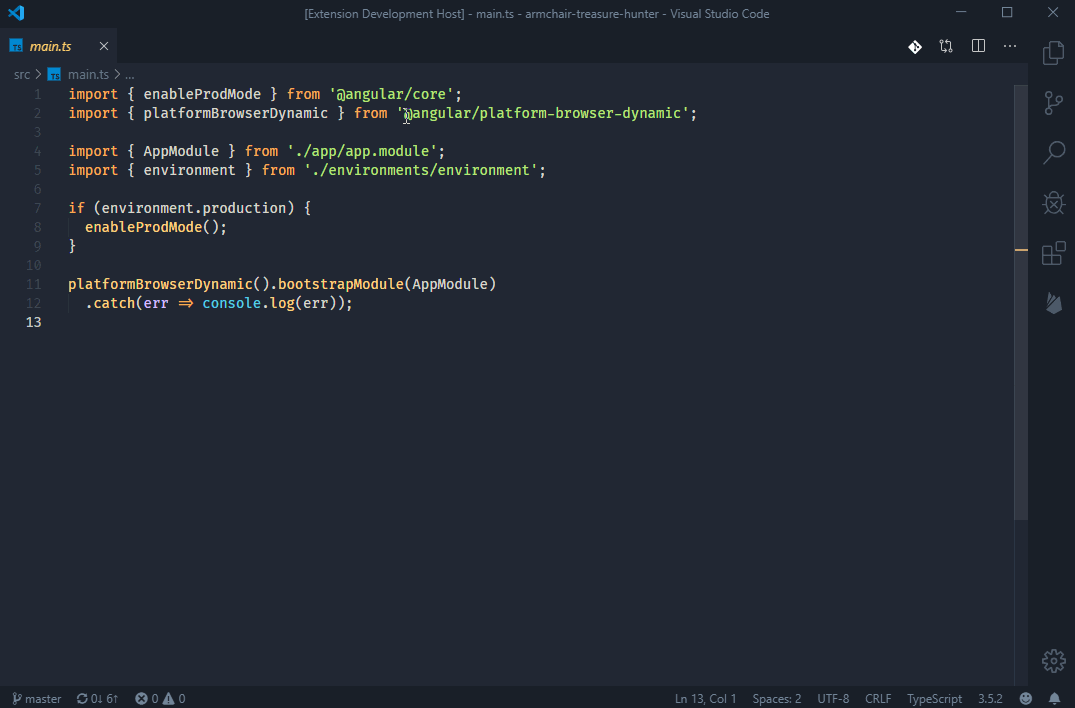 [Extension Development Host] - main.ts - armchair-treasure-hunter - Visual Studio Code
TS main.ts
src > TS main.ts > ...
1 import { enableProdMode } from '@angular/core';
2 import { platformBrowserDynamic } from '@angular/platform-browser-dynamic';
3
4 import { AppModule } from './app/app.module';
5 import { environment } from './environments/environment';
6
7 if (environment.production) {
8 enableProdMode();
9 }
10
11 platformBrowserDynamic().bootstrapModule(AppModule)
12 .catch(err ⇒ console.log(err));
13
master 0↓ 6↑ 0 0 Ln 13, Col 1 Spaces: 2 UTF-8 CRLF TypeScript 3.5.2